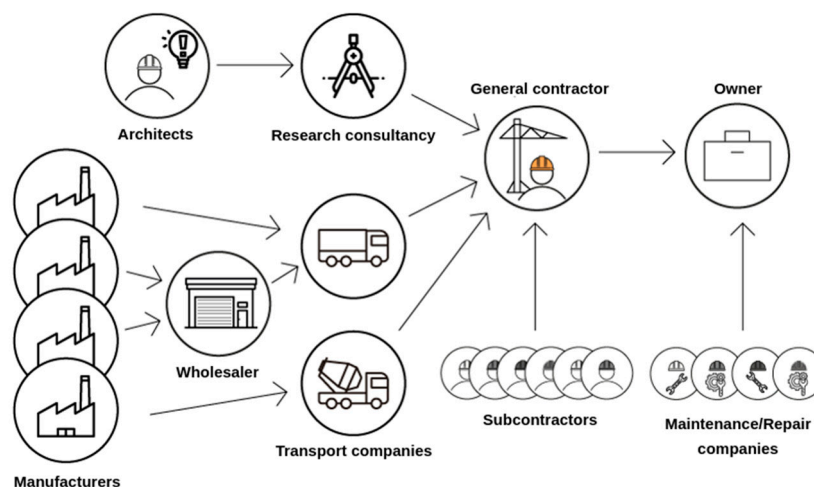 General contractor
Owner
Architects
Research consultancy
Wholesaler
Subcontractors
Maintenance/Repair
companies
Transport companies
Manufacturers